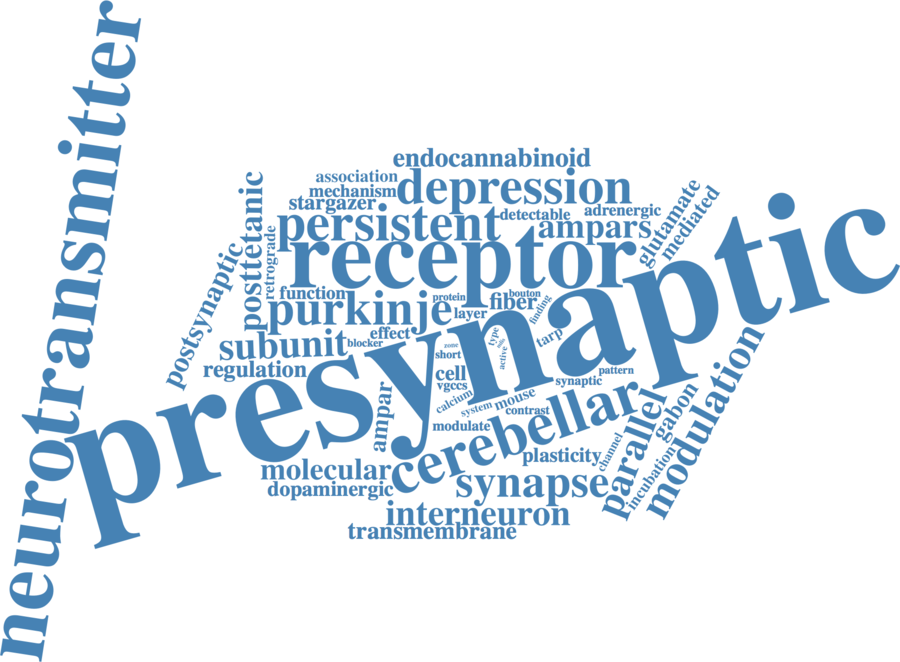 neurotransmitter
presynaptic
endocannabinoid
association
depression
mechanism
stargazer
detectable
adrenergic
persistent
ampars
glutamate
mediated
posttetanic
retrograde
receptor
postsynaptic
function
protein
bouton
purkinje
layer
fiber
finding
effect
type
tarp
subunit
blocker
zone
short
active
regulation
cell
pattern
vgccs
synaptic
calcium
system
mouse
contrast
ampar
modulate
cerebellar
parallel
gabon
modulation
channel
incubation
plasticity
molecular
dopaminergic
synapse
interneuron
transmembrane